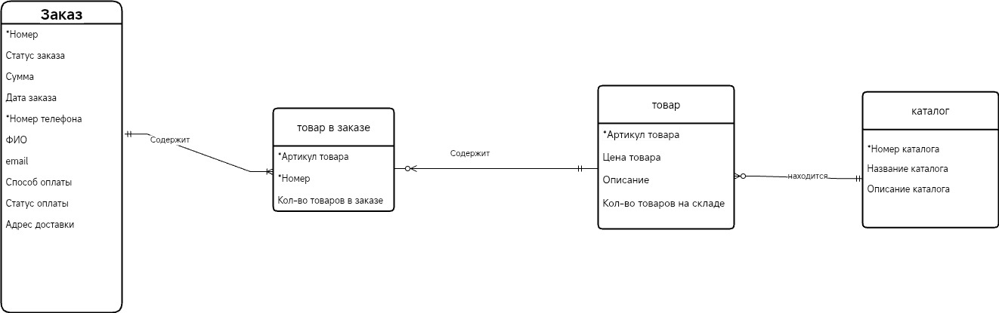 Заказ
*Номер
Статус заказа
Сумма
Дата заказа
*Номер телефона
ФИО
email
Способ оплаты
Статус оплаты
Адрес доставки
Содержит
товар в заказе
*Артикул товара
*Номер
Кол-во товаров в заказе
Содержит
товар
*Артикул товара
Цена товара
Описание
Кол-во товаров на складе
находится
каталог
*Номер каталога
Название каталога
Описание каталога